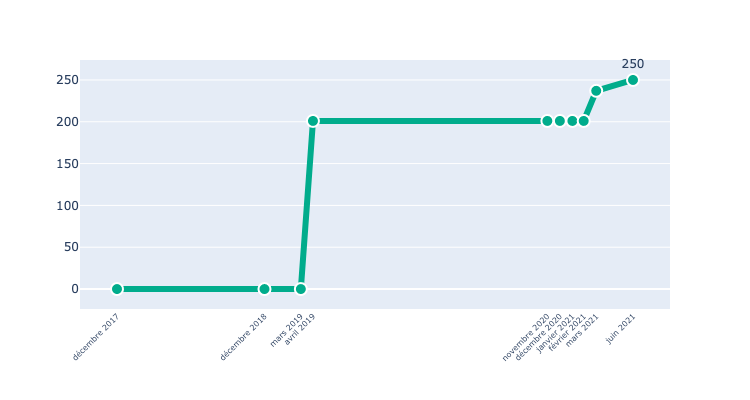 250
250
200
150
100
50
0
décembre 2017
décembre 2018
mars 2019
avril 2019
novembre 2020
décembre 2020
janvier 2021
février 2021
mars 2021
juin 2021